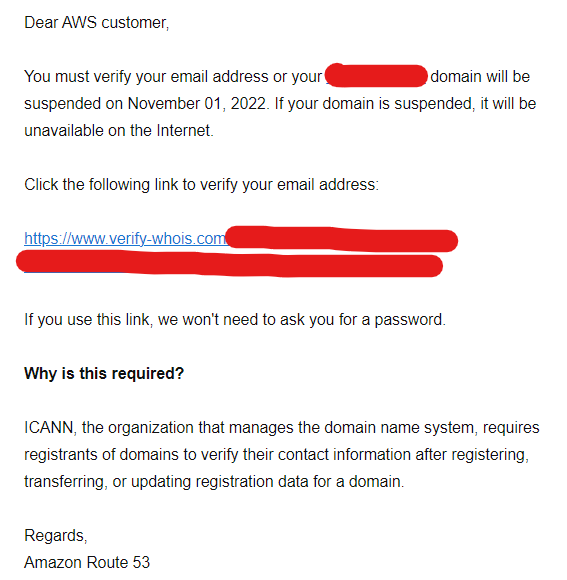 Dear AWS customer,
You must verify your email address or your domain will be
suspended on November 01, 2022. If your domain is suspended, it will be
unavailable on the Internet.
Click the following link to verify your email address:
https://www.verify-whois.com
If you use this link, we won't need to ask you for a password.
Why is this required?
ICANN, the organization that manages the domain name system, requires
registrants of domains to verify their contact information after registering,
transferring, or updating registration data for a domain.
Regards,
Amazon Route 53